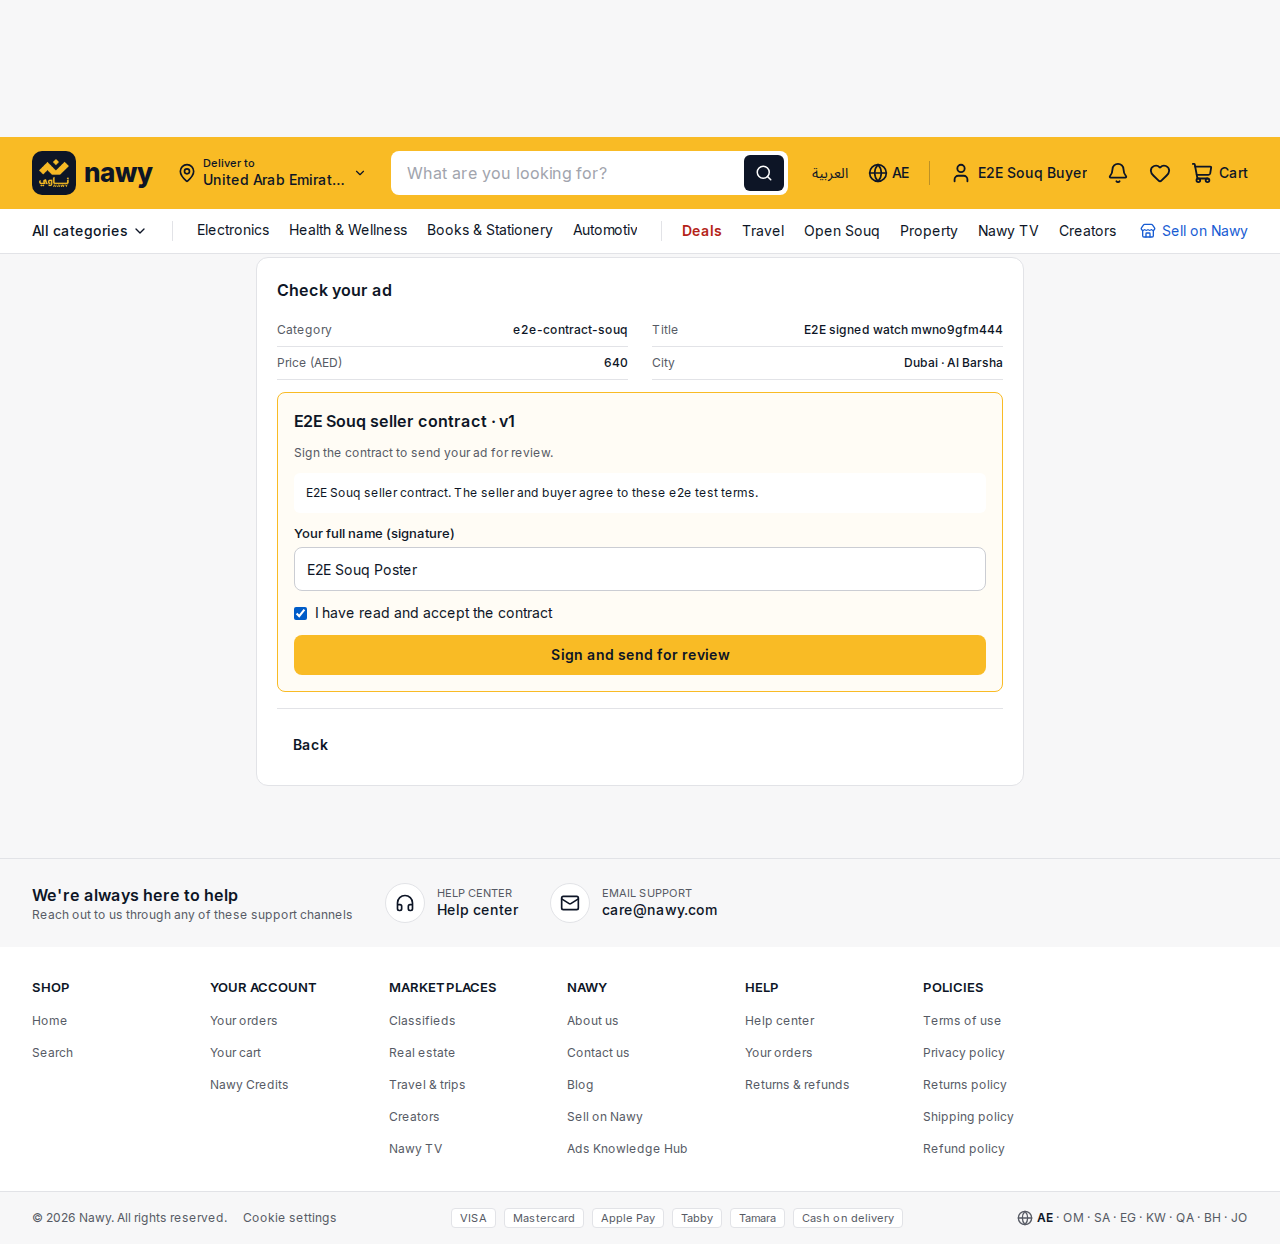 ناوي
NAWY
nawy
Deliver to
United Arab Emirat...
What are you looking for?
العربية
AE
E2E Souq Buyer
Cart
All categories
Electronics
Health & Wellness
Books & Stationery
Automotiv
Deals
Travel
Open Souq
Property
Nawy TV
Creators
Sell on Nawy
Check your ad
Category
e2e-contract-souq
Title
E2E signed watch mwno9gfm444
Price (AED)
640
City
Dubai · Al Barsha
E2E Souq seller contract · v1
Sign the contract to send your ad for review.
E2E Souq seller contract. The seller and buyer agree to these e2e test terms.
Your full name (signature)
E2E Souq Poster
I have read and accept the contract
Sign and send for review
Back
We're always here to help
Reach out to us through any of these support channels
HELP CENTER
Help center
EMAIL SUPPORT
care@nawy.com
SHOP
Home
Search
YOUR ACCOUNT
Your orders
Your cart
Nawy Credits
MARKETPLACES
Classifieds
Real estate
Travel & trips
Creators
Nawy TV
NAWY
About us
Contact us
Blog
Sell on Nawy
Ads Knowledge Hub
HELP
Help center
Your orders
Returns & refunds
POLICIES
Terms of use
Privacy policy
Returns policy
Shipping policy
Refund policy
© 2026 Nawy. All rights reserved.
Cookie settings
VISA
Mastercard
Apple Pay
Tabby
Tamara
Cash on delivery
AE · OM · SA · EG · KW · QA · BH · JO